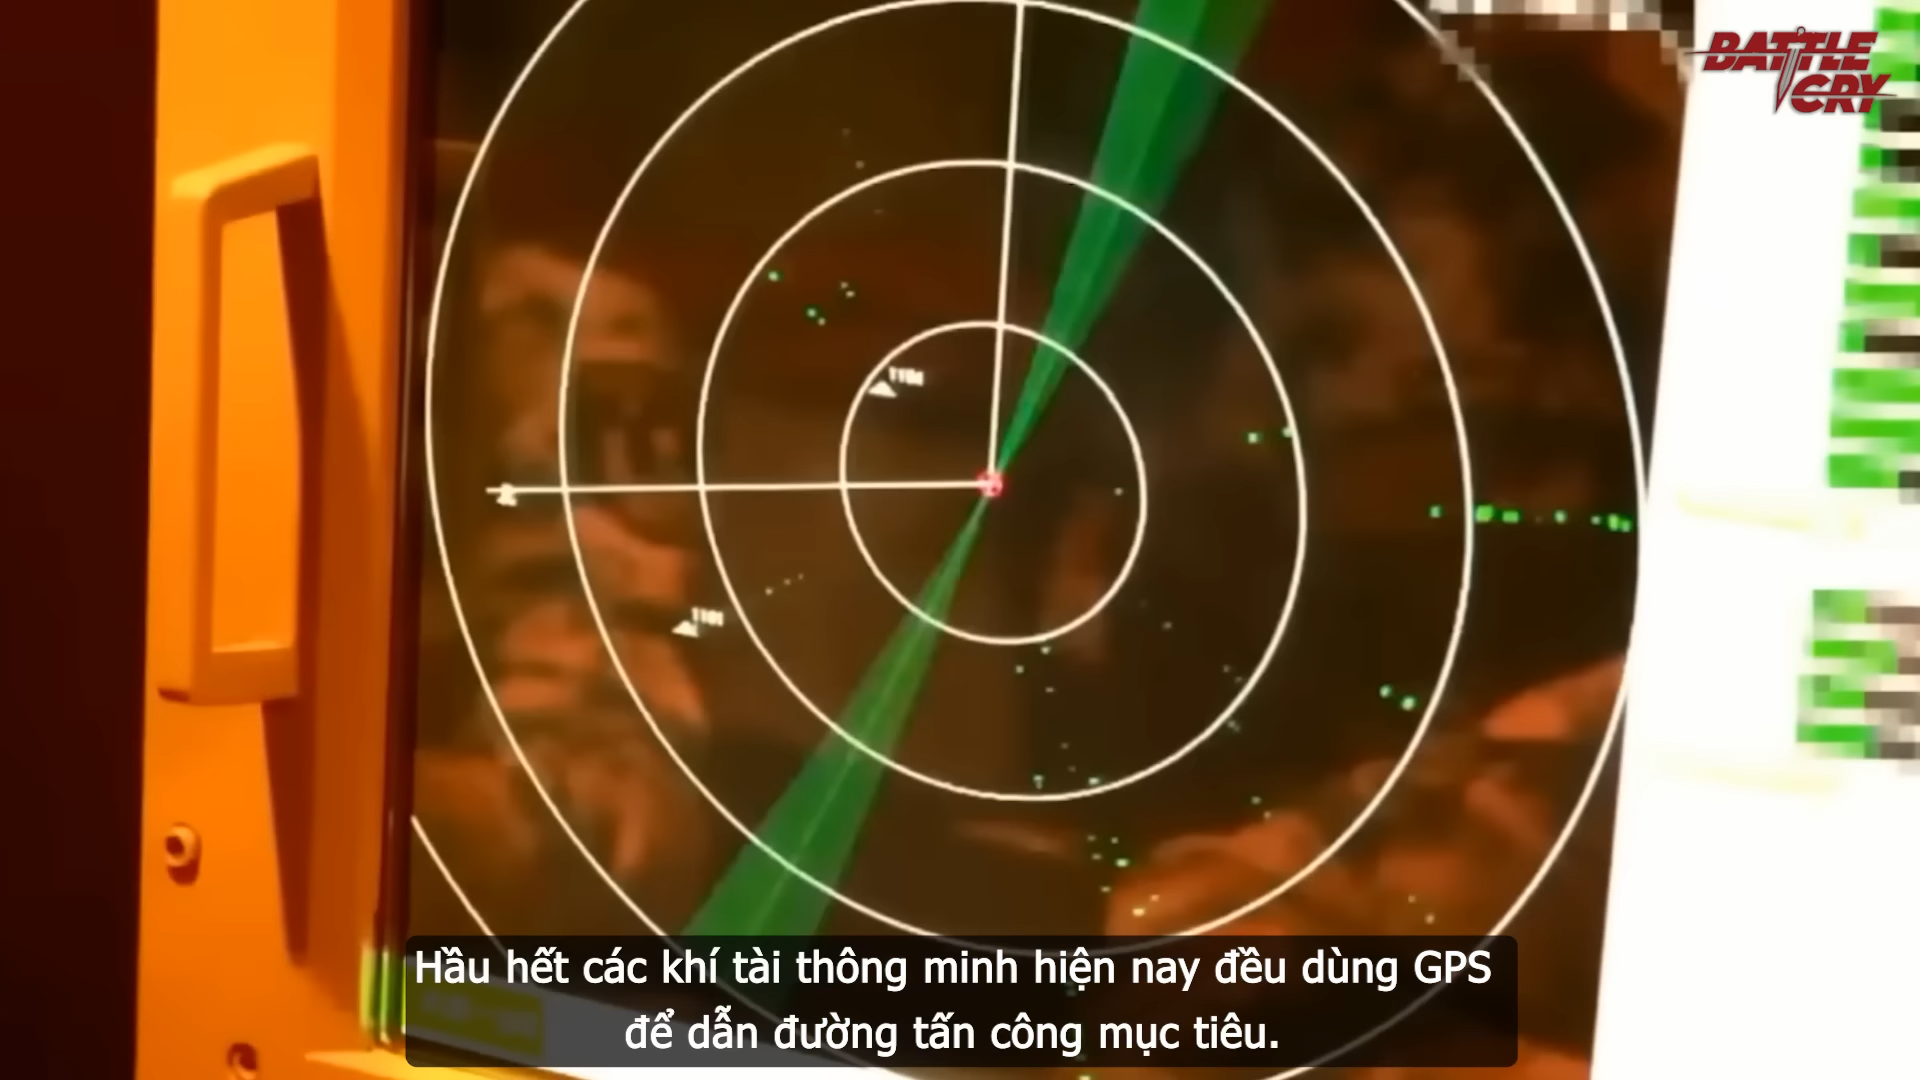 BATTLE
CRY
Hầu hết các khí tài thông minh hiện nay đều dùng GPS
để dẫn đường tấn công mục tiêu.